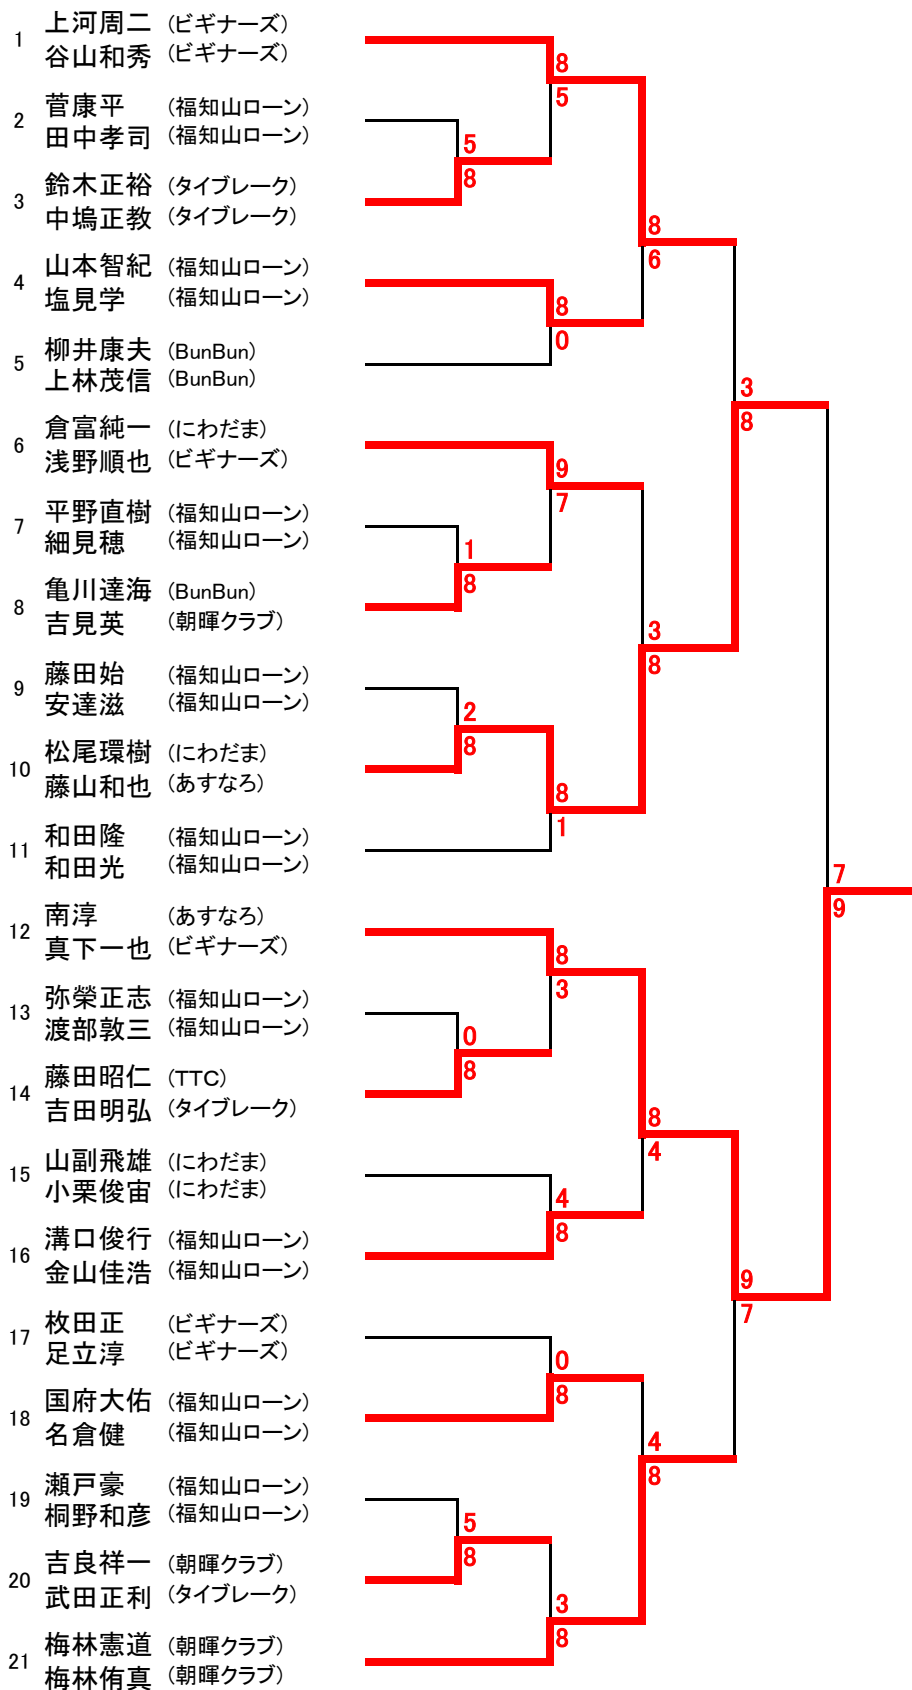 上河周二 (ビギナーズ)
1
谷山和秀 (ビギナーズ)
8
5
菅康平 (福知山ローン)
2
田中孝司 (福知山ローン)
5
8
鈴木正裕 (タイブレーク)
3
中塢正教 (タイブレーク)
8
6
山本智紀 (福知山ローン)
4
塩見学 (福知山ローン)
8
0
柳井康夫 (BunBun)
5
上林茂信 (BunBun)
3
8
倉富純一 (にわだま)
6
浅野順也 (ビギナーズ)
9
7
平野直樹 (福知山ローン)
7
細見穂 (福知山ローン)
1
8
亀川達海 (BunBun)
8
吉見英 (朝暉クラブ)
3
8
藤田始 (福知山ローン)
9
安達滋 (福知山ローン)
2
8
松尾環樹 (にわだま)
10
藤山和也 (あすなろ)
8
1
和田隆 (福知山ローン)
11
和田光 (福知山ローン)
7
9
南淳 (あすなろ)
12
真下一也 (ビギナーズ)
8
3
弥榮正志 (福知山ローン)
13
渡部敦三 (福知山ローン)
0
8
藤田昭仁 (TTC)
14
吉田明弘 (タイブレーク)
8
4
山副飛雄 (にわだま)
15
小栗俊宙 (にわだま)
4
8
溝口俊行 (福知山ローン)
16
金山佳浩 (福知山ローン)
9
7
枚田正 (ビギナーズ)
17
足立淳 (ビギナーズ)
0
8
国府大佑 (福知山ローン)
18
名倉健 (福知山ローン)
4
8
瀬戸豪 (福知山ローン)
19
桐野和彦 (福知山ローン)
5
8
吉良祥一 (朝暉クラブ)
20
武田正利 (タイブレーク)
3
8
梅林憲道 (朝暉クラブ)
21
梅林侑真 (朝暉クラブ)